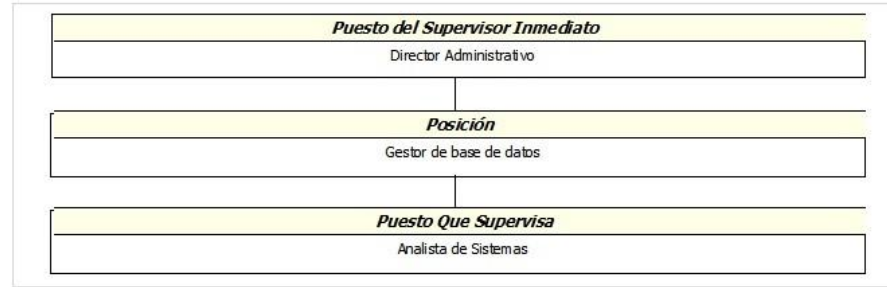 Puesto del Supervisor Inmediato
Director Administrativo
Posición
Gestor de base de datos
Puesto Que Supervisa
Analista de Sistemas